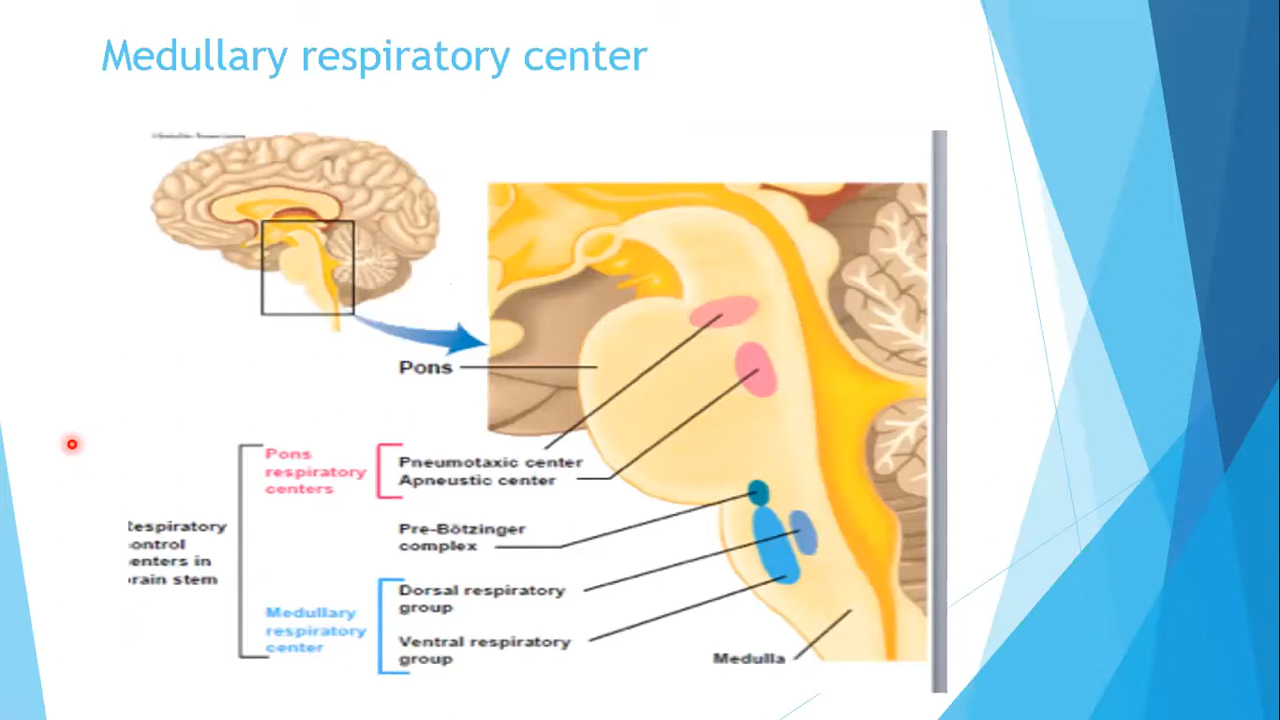 Medullary respiratory center
Pons
Pons
respiratory
centers
Pneumotaxic center
Apneustic center
Respiratory
ontrol
enters in
rain stem
Pre-Bötzinger
complex
Medullary
respiratory
center
Dorsal respiratory
group
Ventral respiratory
group
Medulla